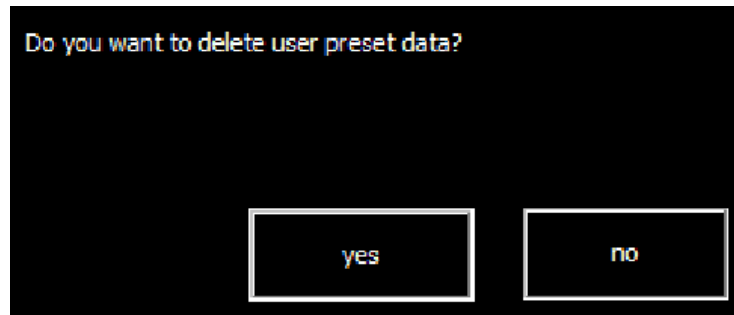 Do you want to delete user preset data?
yes
no